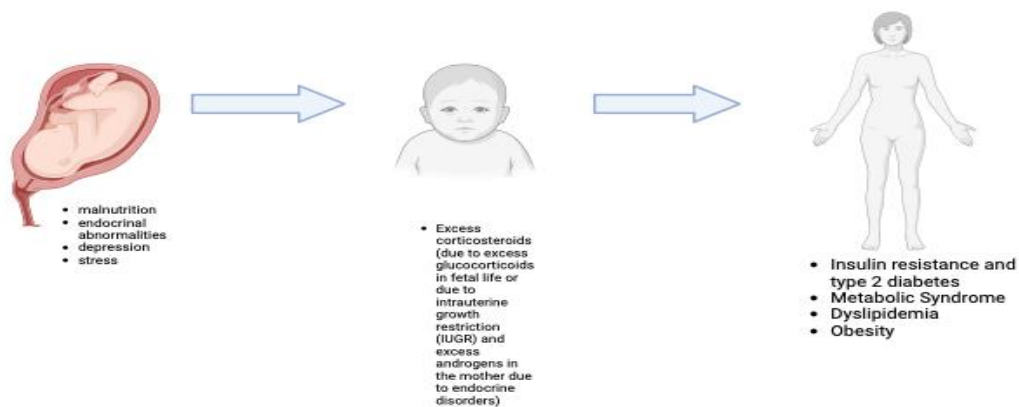 • malnutrition
• endocrinal
abnormalities
• depression
• stress
• Excess
corticosteroids
(due to excess
glucocorticoids
in fetal life or
due to
intrauterine
growth
restriction
(IUGR) and
excess
androgens in
the mother due
to endocrine
disorders)
• Insulin resistance and
type 2 diabetes
• Metabolic Syndrome
• Dyslipidemia
• Obesity